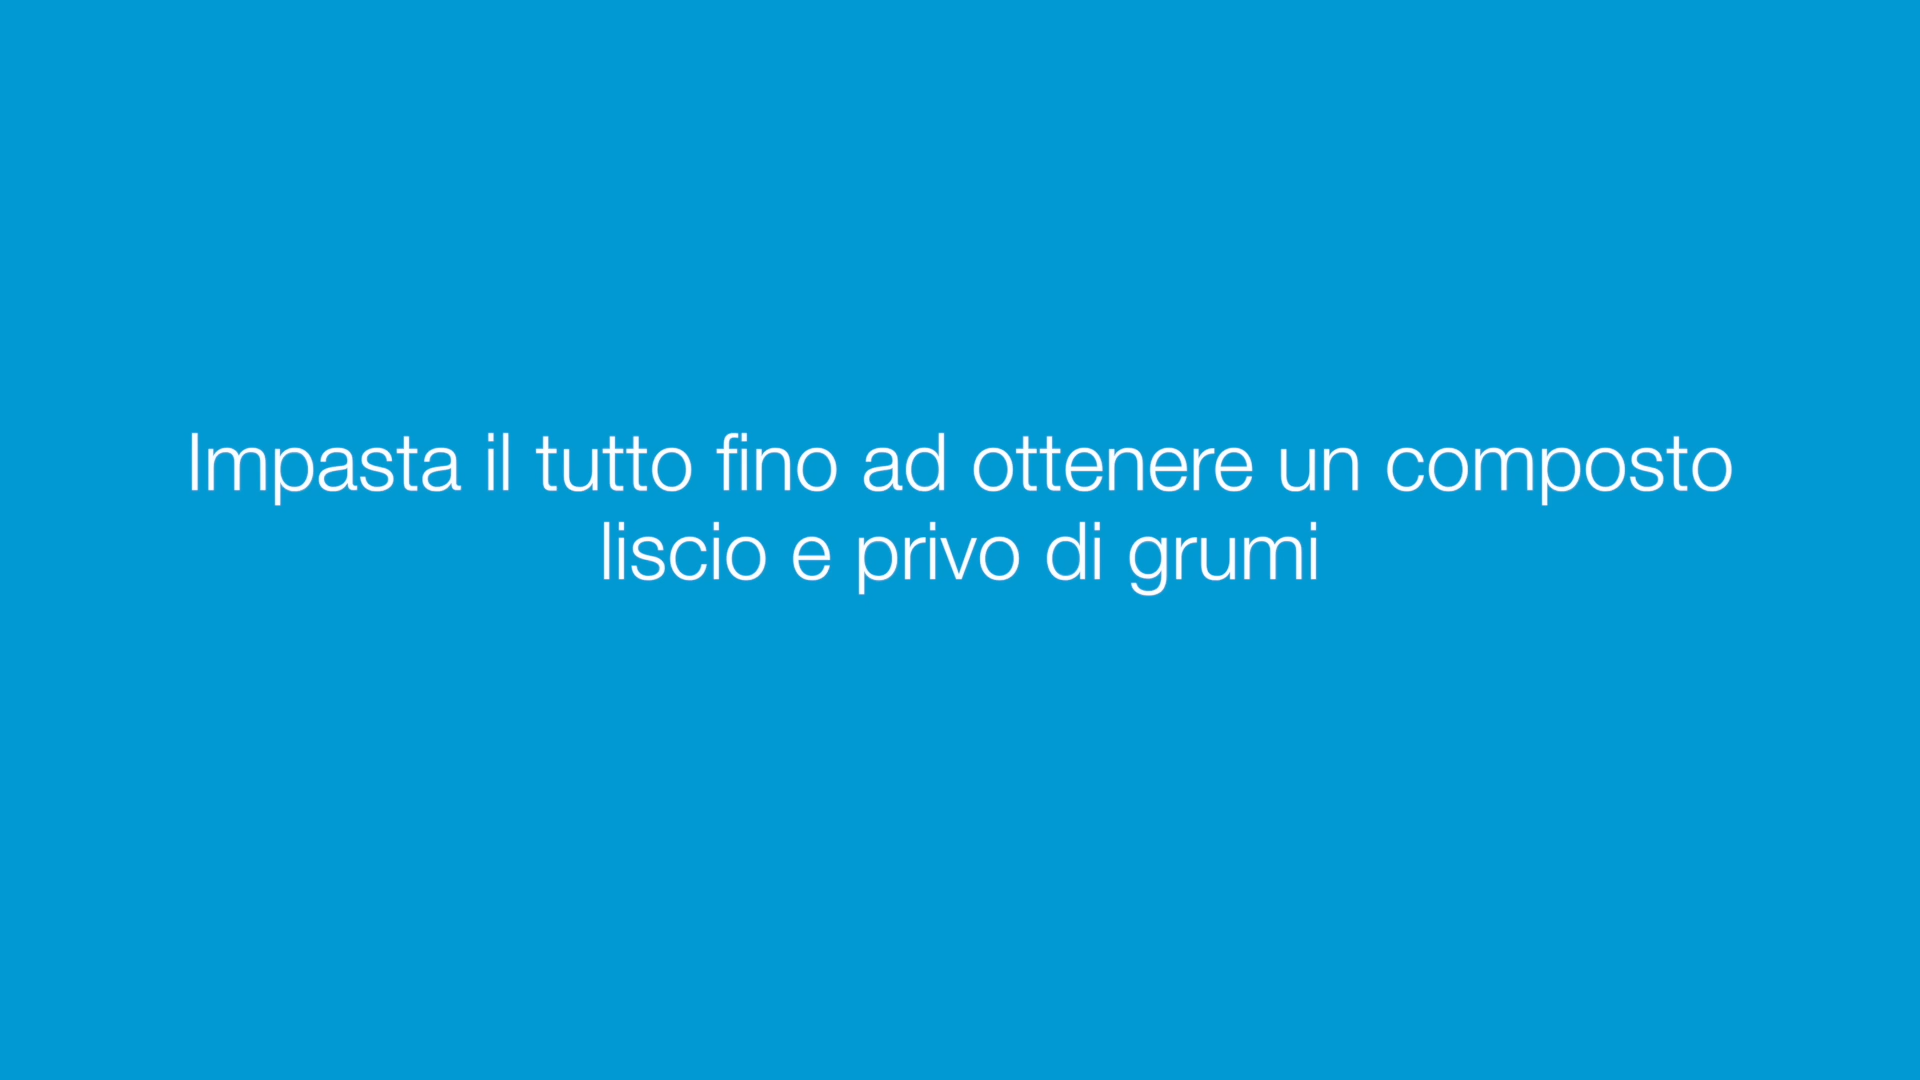 Impasta il tutto fino ad ottenere un composto
liscio e privo di grumi